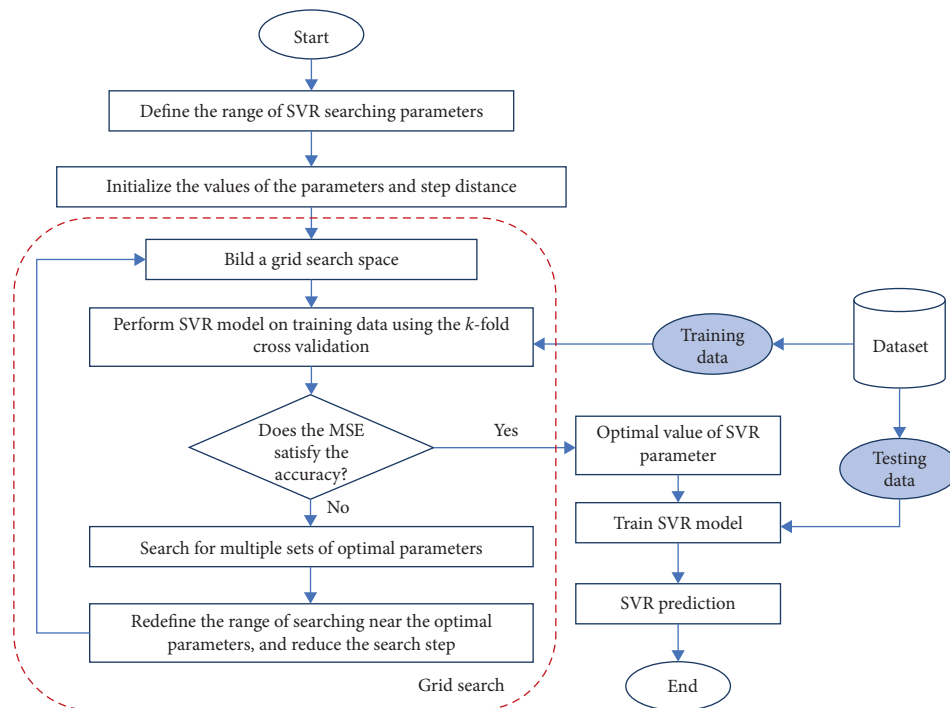 Start
Define the range of SVR searching parameters
Initialize the values of the parameters and step distance
Bild a grid search space
Perform SVR model on training data using the k-fold
cross validation
Training
data
Dataset
Does the MSE
satisfy the
accuracy?
Yes
No
Optimal value of SVR
parameter
Testing
data
Search for multiple sets of optimal parameters
Train SVR model
Redefine the range of searching near the optimal
parameters, and reduce the search step
SVR prediction
Grid search
End